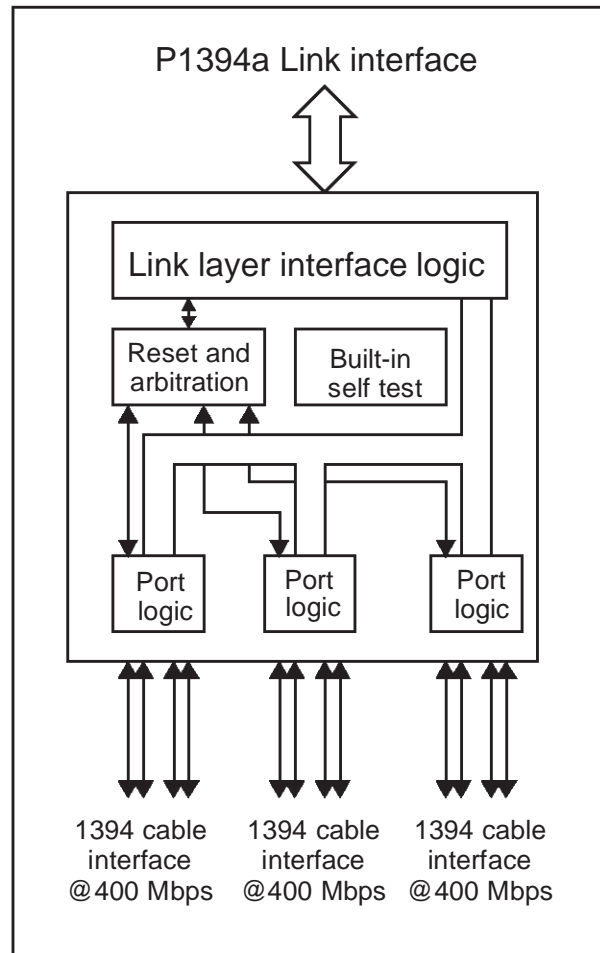 P1394a Link interface
Link layer interface logic
Reset and
arbitration
Built-in
self test
Port
logic
Port
logic
Port
logic
1394 cable
interface
@400 Mbps
1394 cable
interface
@400 Mbps
1394 cable
interface
@400 Mbps